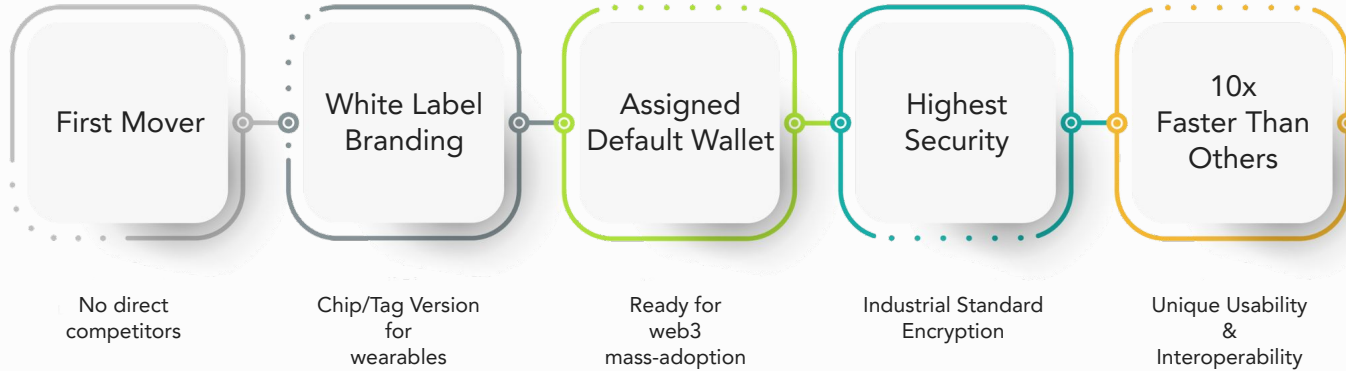 First Mover
White Label
Branding
Assigned
Default Wallet
Highest
Security
10x
Faster Than
Others
No direct
competitors
Chip/Tag Version
for
wearables
Ready for
web3
mass-adoption
Industrial Standard
Encryption
Unique Usability
&
Interoperability